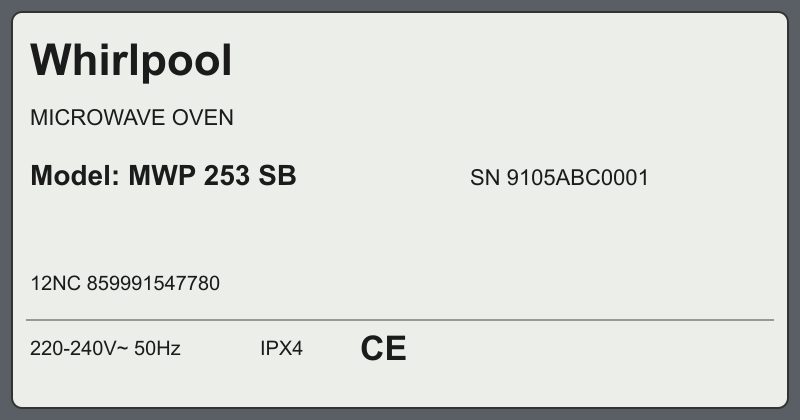 Whirlpool
MICROWAVE OVEN
Model: MWP 253 SB
SN 9105ABC0001
12NC 859991547780
220-240V~ 50Hz IPX4 CE